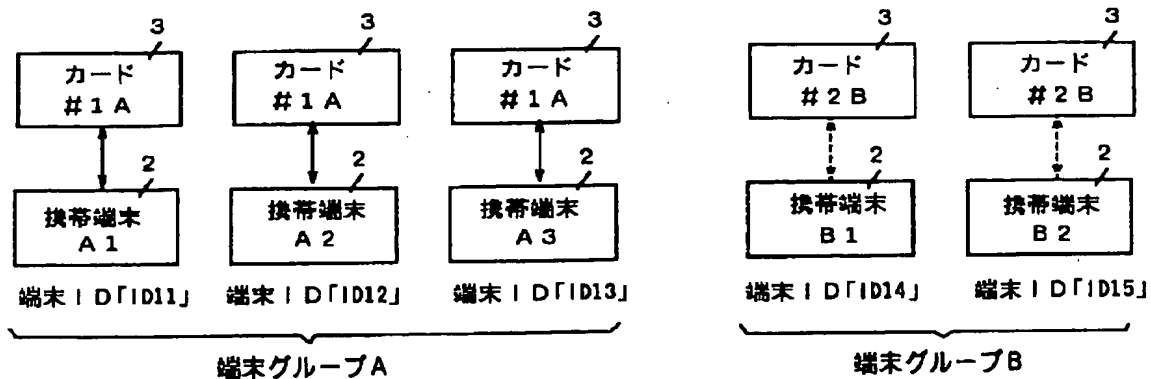 3 3 3 3 3
カード カード カード カード カード
#1A #1A #1A #2B #2B
2 2 2 2 2
携帯端末 携帯端末 携帯端末 携帯端末 携帯端末
A1 A2 A3 B1 B2
端末ID「ID11」 端末ID「ID12」 端末ID「ID13」 端末ID「ID14」 端末ID「ID15」
端末グループA 端末グループB